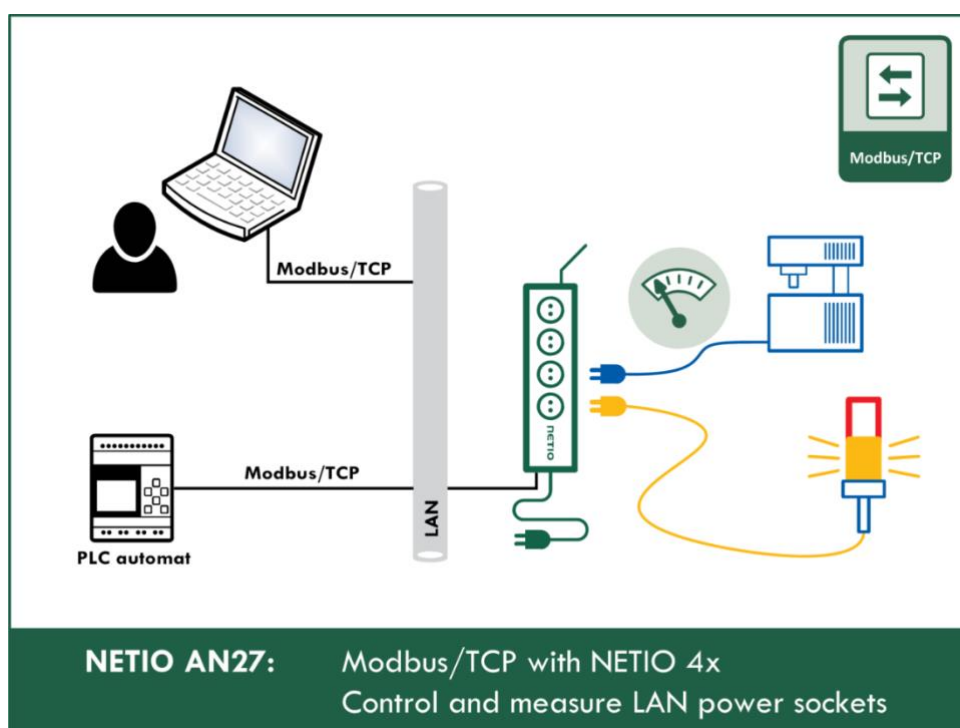 Modbus/TCP
Modbus/TCP
NETIO
Modbus/TCP
LAN
PLC automat
NETIO AN27: Modbus/TCP with NETIO 4x
Control and measure LAN power sockets